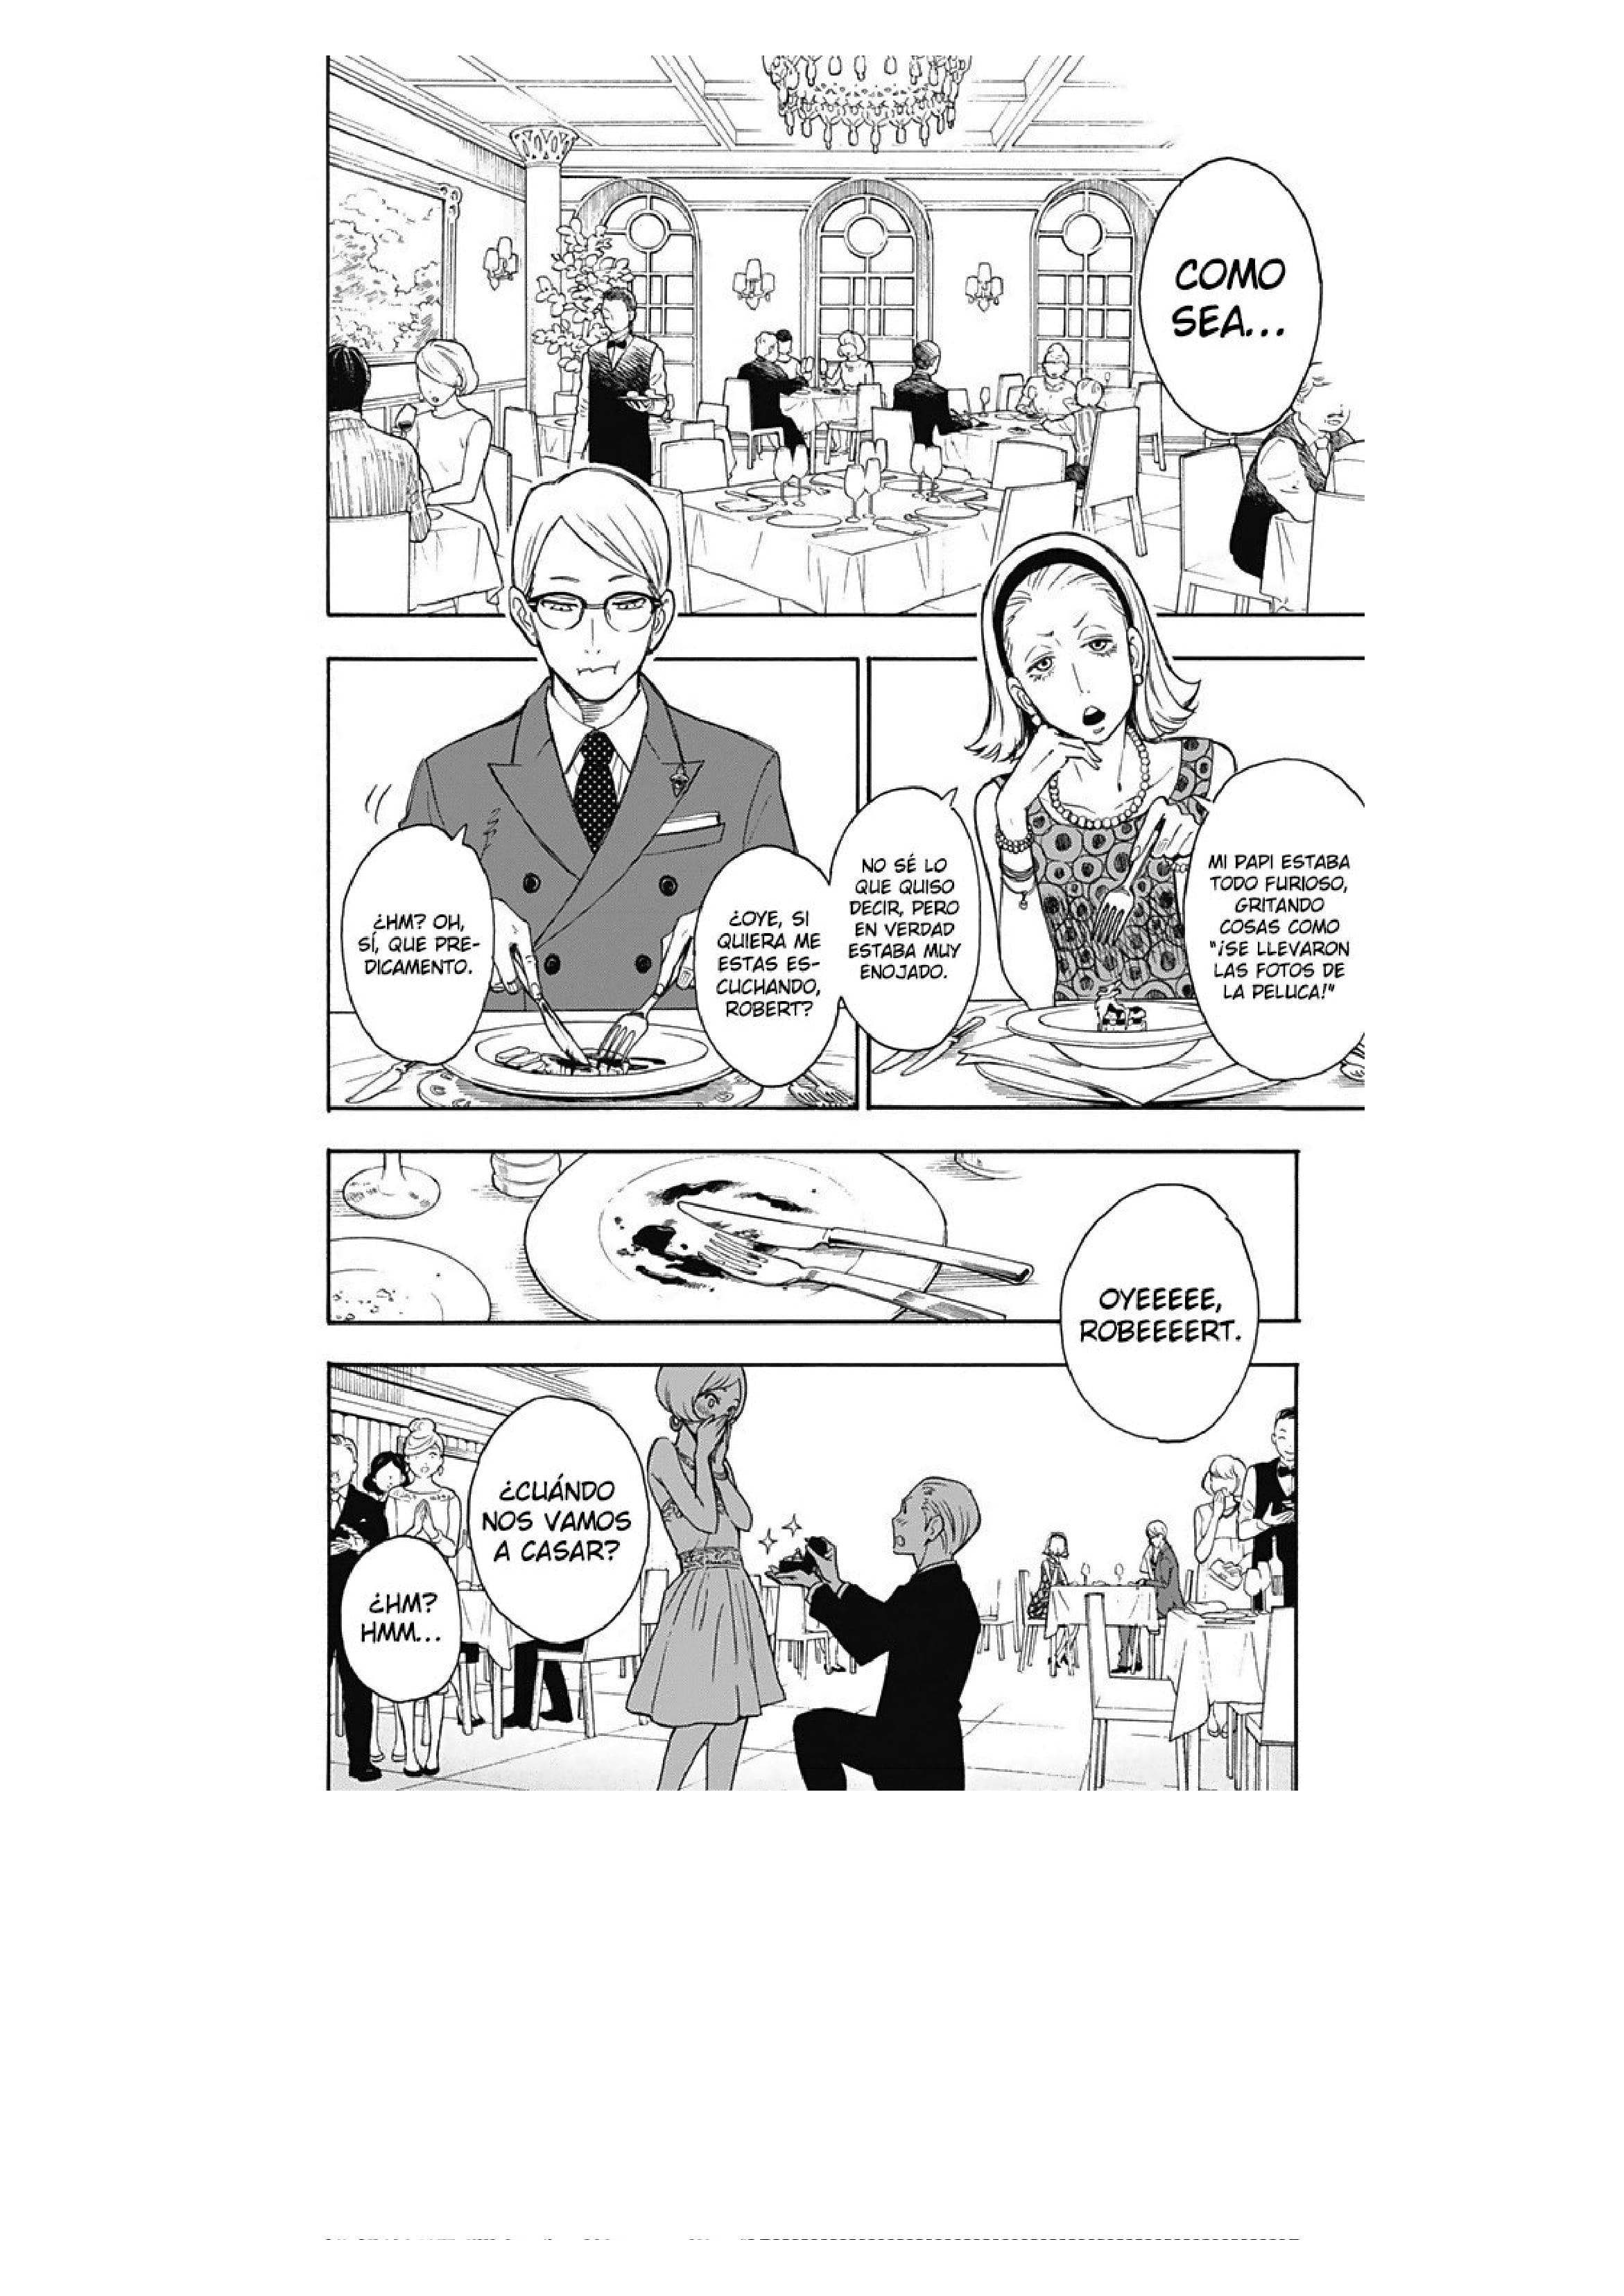 COMO
SEA...
MI PAPI ESTABA
TODO FURIOSO,
GRITANDO
COSAS COMO
"¡SE LLEVARON
LAS FOTOS DE
LA PELUCA!"
NO SÉ LO
QUE QUISO
DECIR, PERO
EN VERDAD
ESTABA MUY
ENOJADO.
¿OYE, SI
QUIERA ME
ESTAS ES-
CUCHANDO,
ROBERT?
¿HM? OH,
SÍ, QUE PRE-
DICAMENTO.
OYEEEEE,
ROBEEEERT.
¿CUÁNDO
NOS VAMOS
A CASAR?
¿HM?
HMM...